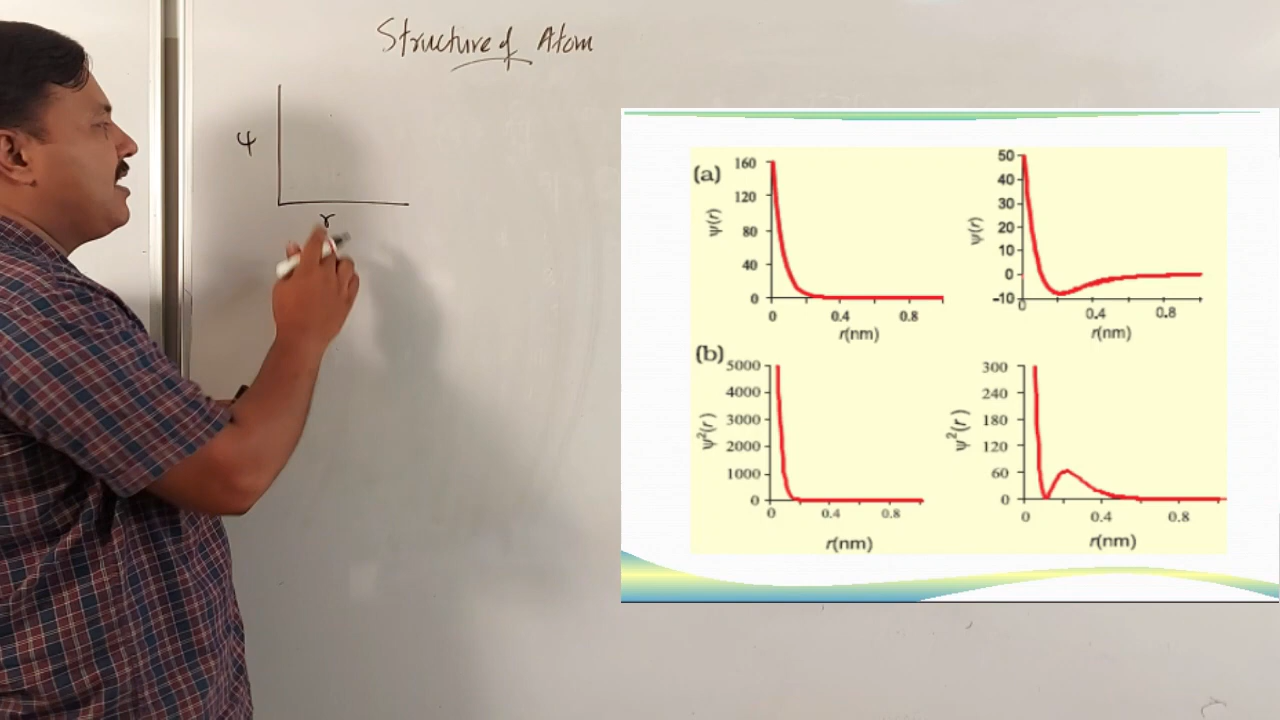 Structure of Atom
ψ
r
(a)
160
120
80
40
0
ψ(r)
0 0.4 0.8
r(nm)
50
40
30
20
10
0
-10
ψ(r)
0 0.4 0.8
r(nm)
(b)
5000
4000
3000
2000
1000
0
ψ²(r)
0 0.4 0.8
r(nm)
300
240
180
120
60
0
ψ²(r)
0 0.4 0.8
r(nm)